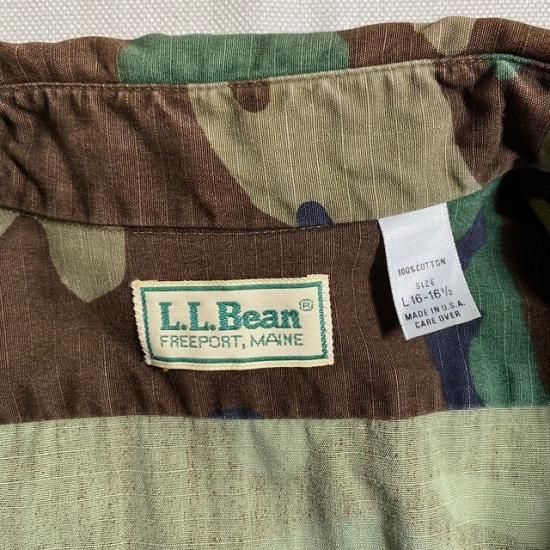 L.L.Bean®
FREEPORT, MAINE
100% COTTON
SIZE
L 16-16½
MADE IN U.S.A.
CARE OVER